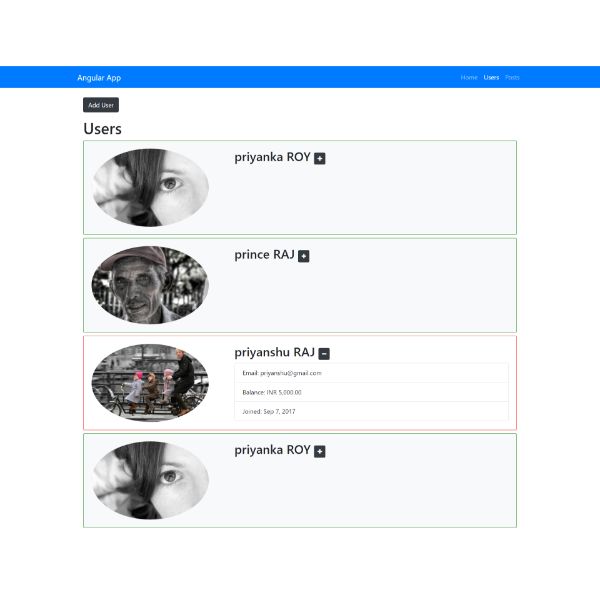 Angular App
Home Users Posts
Add User
Users
priyanka ROY +
prince RAJ +
priyanshu RAJ −
Email: priyanshu@gmail.com
Balance: INR 5,000.00
Joined: Sep 7, 2017
priyanka ROY +